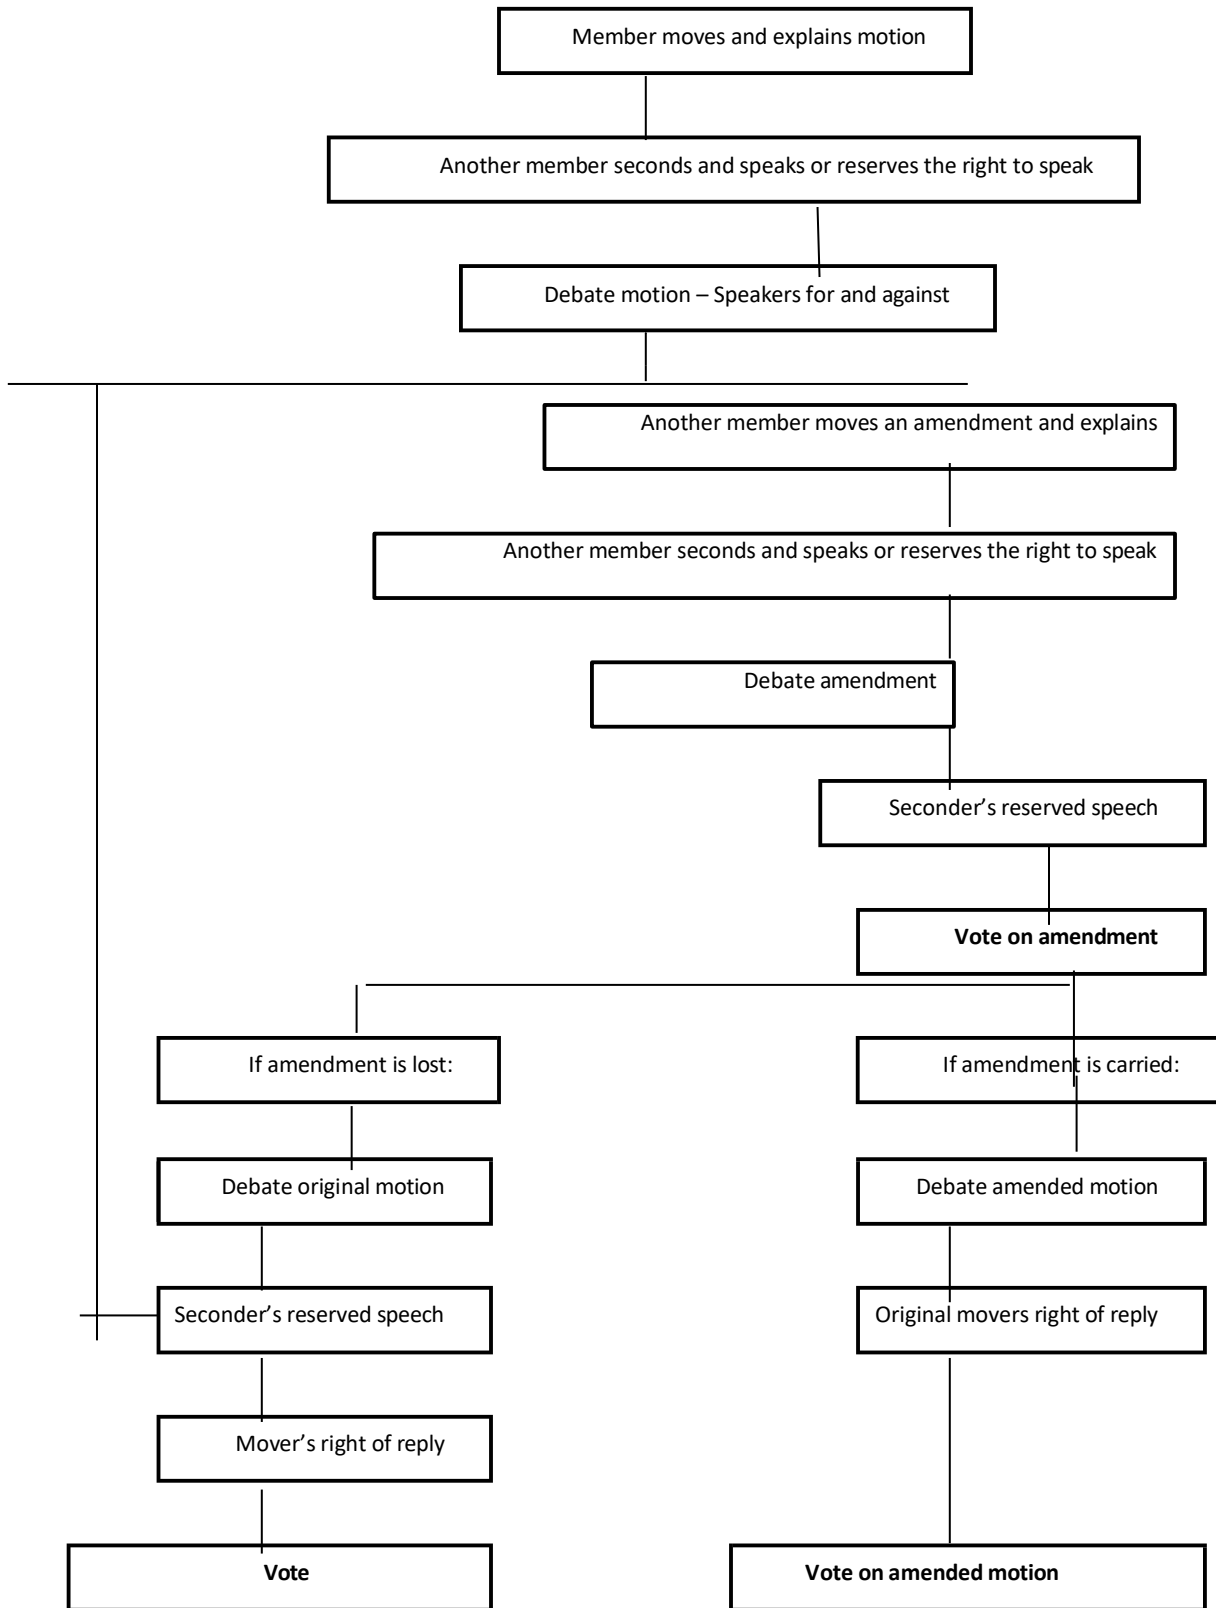 Member moves and explains motion
Another member seconds and speaks or reserves the right to speak
Debate motion – Speakers for and against
Another member moves an amendment and explains
Another member seconds and speaks or reserves the right to speak
Debate amendment
Seconder’s reserved speech
Vote on amendment
If amendment is lost:
If amendment is carried:
Debate original motion
Debate amended motion
Seconder’s reserved speech
Original movers right of reply
Mover’s right of reply
Vote
Vote on amended motion